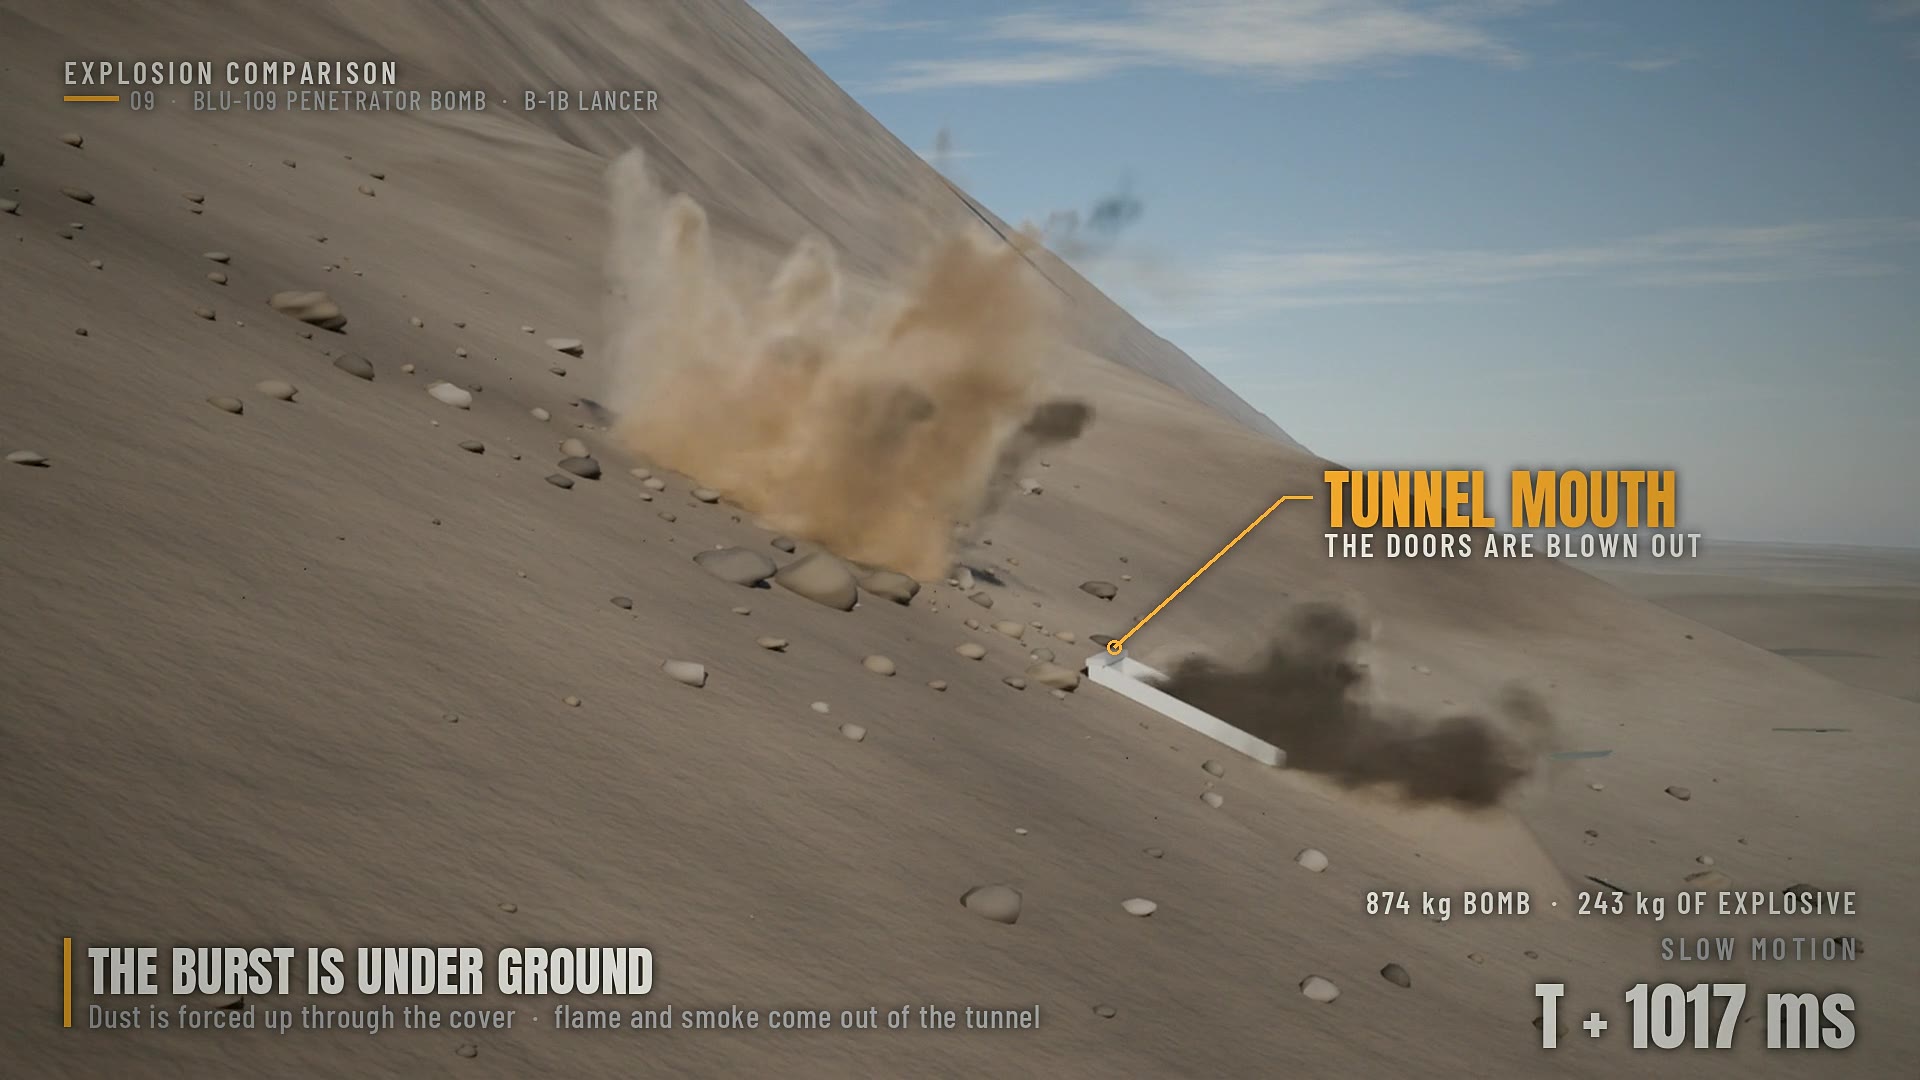 EXPLOSION COMPARISON
09 · BLU-109 PENETRATOR BOMB · B-1B LANCER
TUNNEL MOUTH
THE DOORS ARE BLOWN OUT
874 kg BOMB · 243 kg OF EXPLOSIVE
SLOW MOTION
T + 1017 ms
THE BURST IS UNDER GROUND
Dust is forced up through the cover · flame and smoke come out of the tunnel